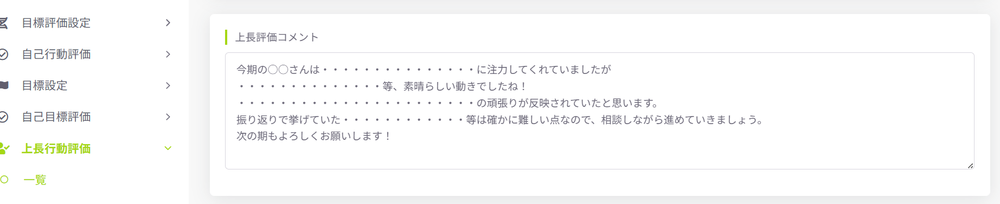 目標評価設定
自己行動評価
目標設定
自己目標評価
上長行動評価
一覧
上長評価コメント
今期の〇〇さんは・・・・・・・・・・・・・・・に注力してくれていましたが
・・・・・・・・・・・・・・等、素晴らしい動きでしたね！
・・・・・・・・・・・・・・・・・・・・・・・の頑張りが反映されていたと思います。
振り返りで挙げていた・・・・・・・・・・・・等は確かに難しい点なので、相談しながら進めていきましょう。
次の期もよろしくお願いします！